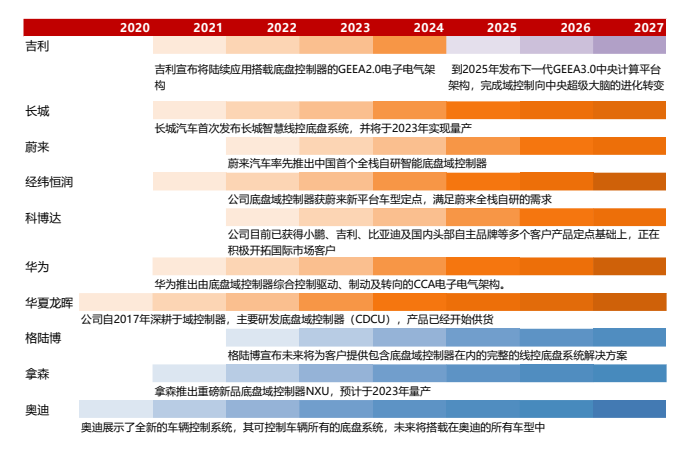 2020 2021 2022 2023 2024 2025 2026 2027
吉利
吉利宣布将陆续应用搭载底盘控制器的GEEA2.0电子电气架
构
到2025年发布下一代GEEA3.0中央计算平台
架构，完成域控制向中央超级大脑的进化转变
长城
长城汽车首次发布长城智慧线控底盘系统，并将于2023年实现量产
蔚来
蔚来汽车率先推出中国首个全栈自研智能底盘域控制器
经纬恒润
公司底盘域控制器获蔚来新平台车型定点，满足蔚来全栈自研的需求
科博达
公司目前已获得小鹏、吉利、比亚迪及国内头部自主品牌等多个客户产品定点基础上，正在
积极开拓国际市场客户
华为
华为推出由底盘域控制器综合控制驱动、制动及转向的CCA电子电气架构。
华夏龙晖
公司自2017年深耕于域控制器，主要研发底盘域控制器（CDCU），产品已经开始供货
格陆博
格陆博宣布未来将为客户提供包含底盘域控制器在内的完整的线控底盘系统解决方案
拿森
拿森推出重磅新品底盘域控制器NXU，预计于2023年量产
奥迪
奥迪展示了全新的车辆控制系统，其可控制车辆所有的底盘系统，未来将搭载在奥迪的所有车型中